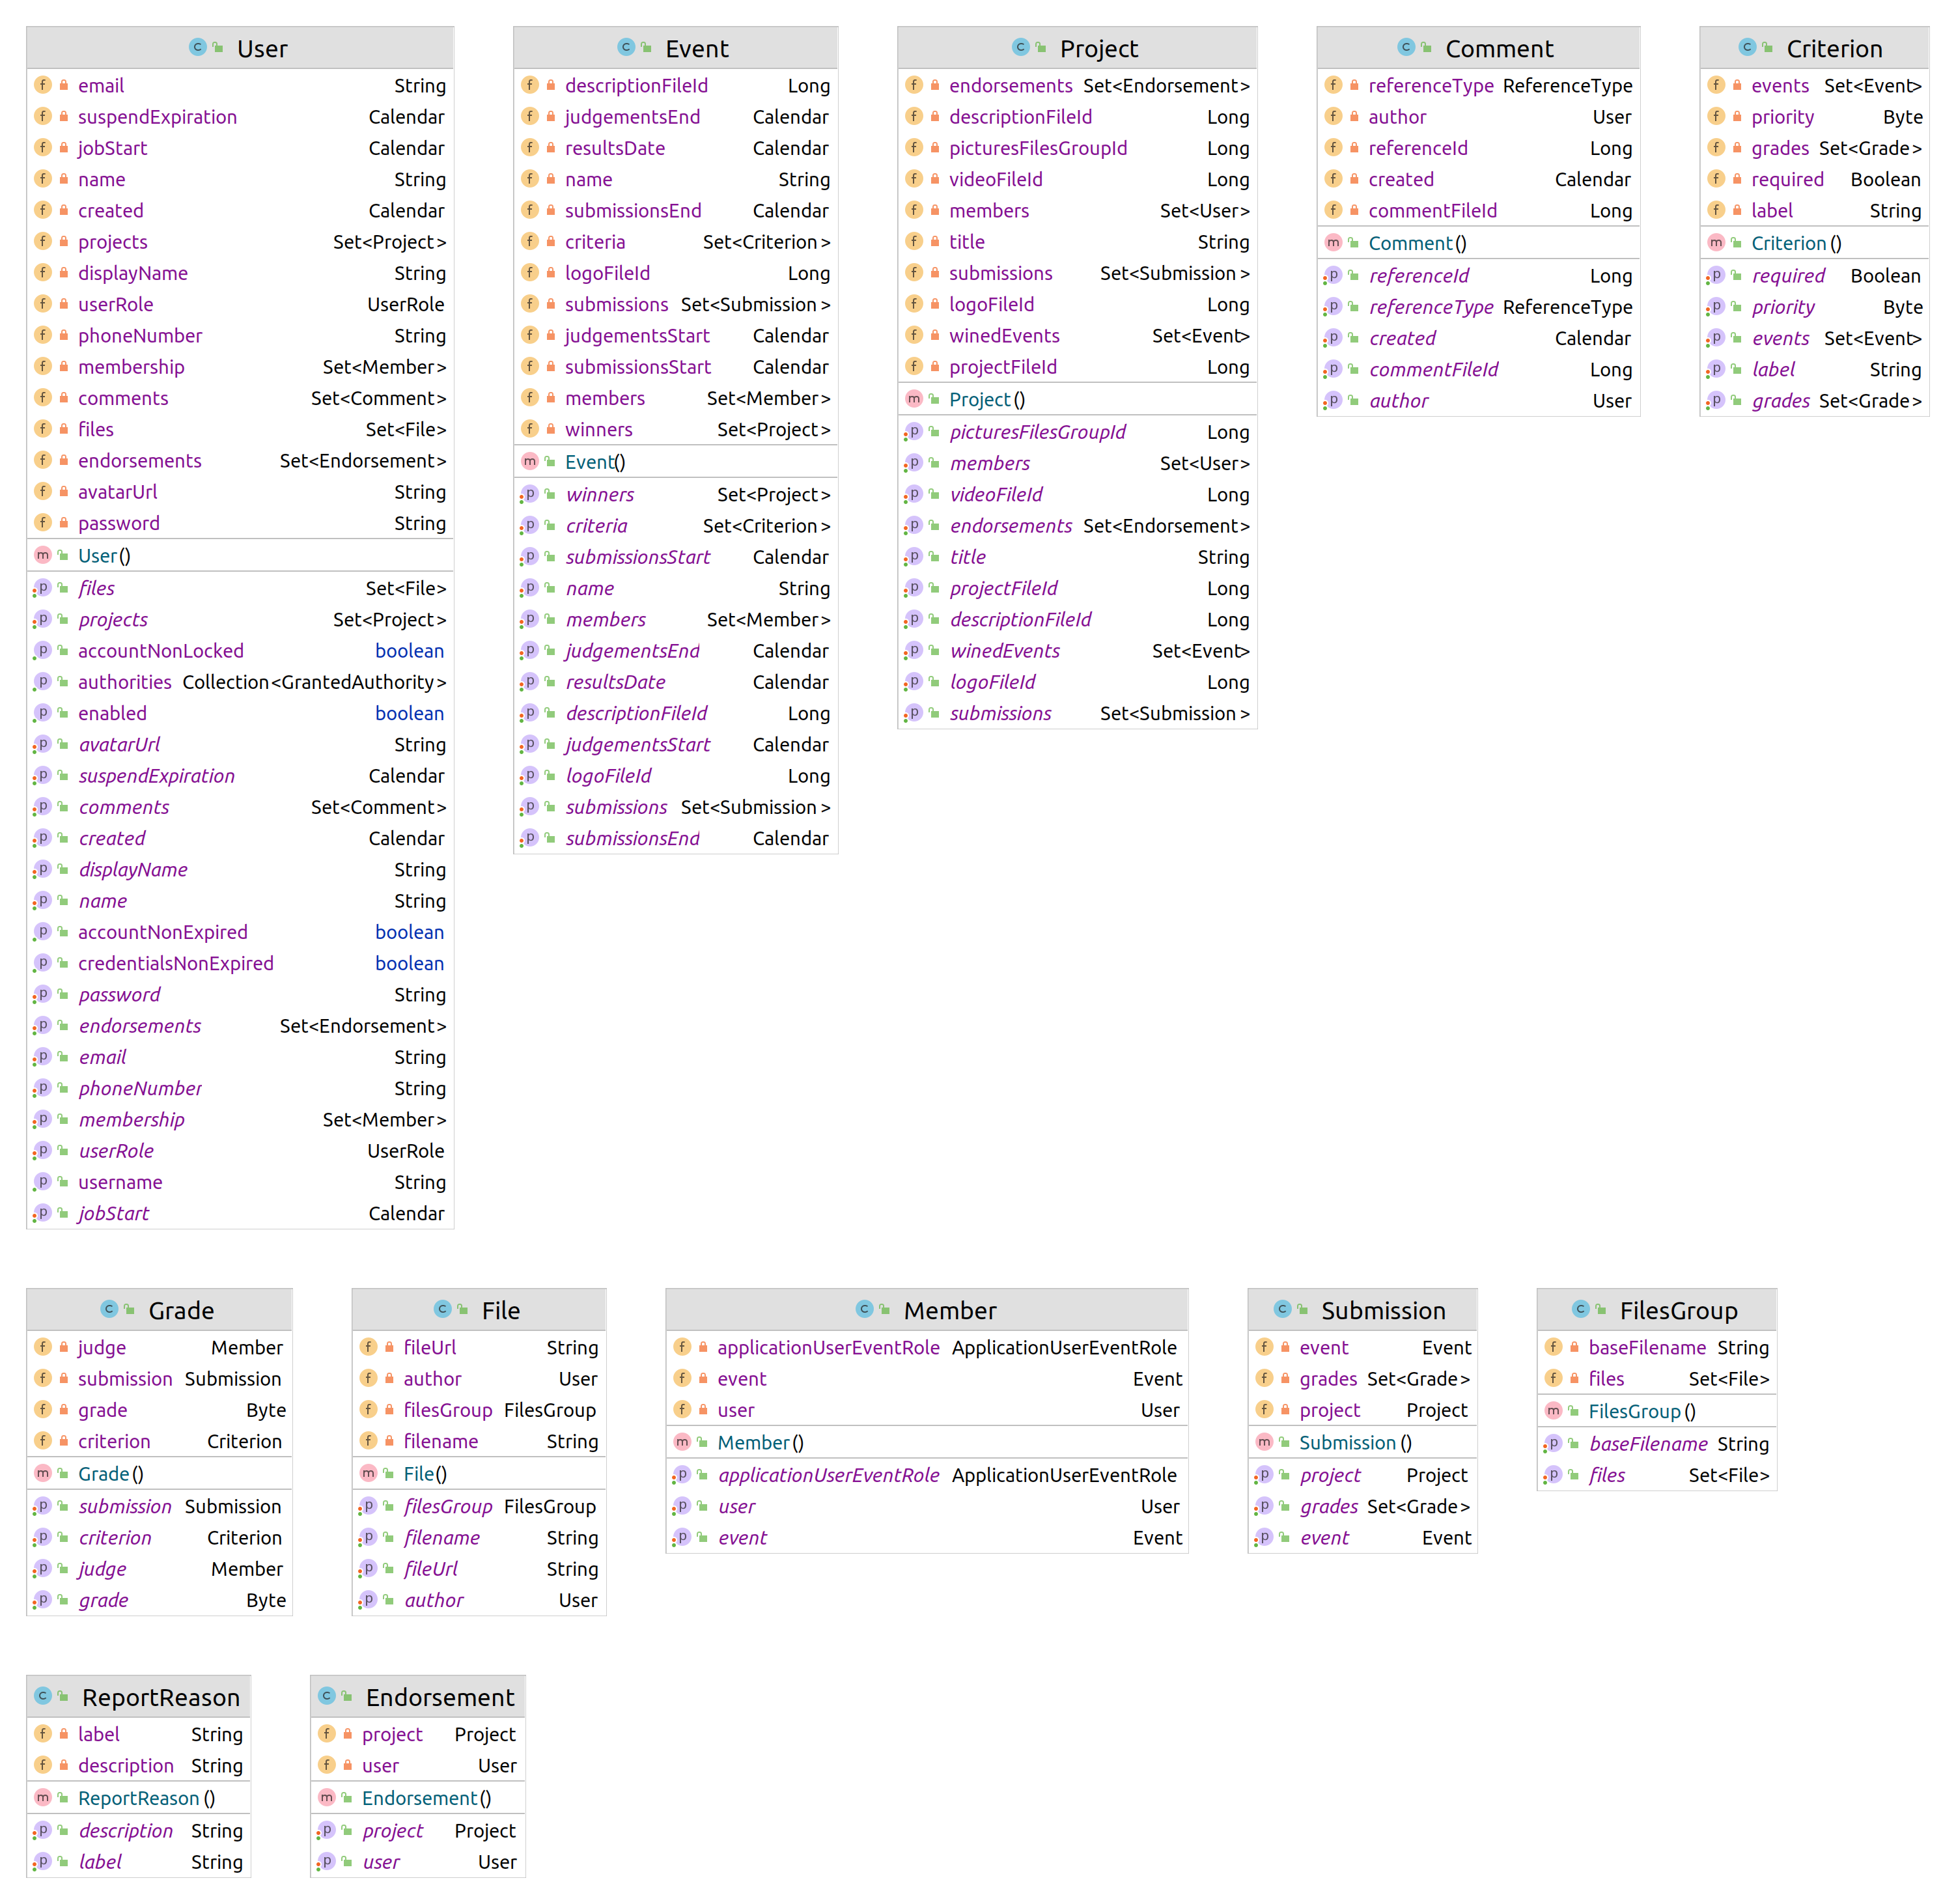 User
email String
suspendExpiration Calendar
jobStart Calendar
name String
created Calendar
projects Set<Project>
displayName String
userRole UserRole
phoneNumber String
membership Set<Member>
comments Set<Comment>
files Set<File>
endorsements Set<Endorsement>
avatarUrl String
password String
User()
files Set<File>
projects Set<Project>
accountNonLocked boolean
authorities Collection<GrantedAuthority>
enabled boolean
avatarUrl String
suspendExpiration Calendar
comments Set<Comment>
created Calendar
displayName String
name String
accountNonExpired boolean
credentialsNonExpired boolean
password String
endorsements Set<Endorsement>
email String
phoneNumber String
membership Set<Member>
userRole UserRole
username String
jobStart Calendar
Event
descriptionFileId Long
judgementsEnd Calendar
resultsDate Calendar
name String
submissionsEnd Calendar
criteria Set<Criterion>
logoFileId Long
submissions Set<Submission>
judgementsStart Calendar
submissionsStart Calendar
members Set<Member>
winners Set<Project>
Event()
winners Set<Project>
criteria Set<Criterion>
submissionsStart Calendar
name String
members Set<Member>
judgementsEnd Calendar
resultsDate Calendar
descriptionFileId Long
judgementsStart Calendar
logoFileId Long
submissions Set<Submission>
submissionsEnd Calendar
Project
endorsements Set<Endorsement>
descriptionFileId Long
picturesFilesGroupId Long
videoFileId Long
members Set<User>
title String
submissions Set<Submission>
logoFileId Long
winedEvents Set<Event>
projectFileId Long
Project()
picturesFilesGroupId Long
members Set<User>
videoFileId Long
endorsements Set<Endorsement>
title String
projectFileId Long
descriptionFileId Long
winedEvents Set<Event>
logoFileId Long
submissions Set<Submission>
Comment
referenceType ReferenceType
author User
referenceId Long
created Calendar
commentFileId Long
Comment()
referenceId Long
referenceType ReferenceType
created Calendar
commentFileId Long
author User
Criterion
events Set<Event>
priority Byte
grades Set<Grade>
required Boolean
label String
Criterion()
required Boolean
priority Byte
events Set<Event>
label String
grades Set<Grade>
Grade
judge Member
submission Submission
grade Byte
criterion Criterion
Grade()
submission Submission
criterion Criterion
judge Member
grade Byte
File
fileUrl String
author User
filesGroup FilesGroup
filename String
File()
filesGroup FilesGroup
filename String
fileUrl String
author User
Member
applicationUserEventRole ApplicationUserEventRole
event Event
user User
Member()
applicationUserEventRole ApplicationUserEventRole
user User
event Event
Submission
event Event
grades Set<Grade>
project Project
Submission()
project Project
grades Set<Grade>
event Event
FilesGroup
baseFilename String
files Set<File>
FilesGroup()
baseFilename String
files Set<File>
ReportReason
label String
description String
ReportReason()
description String
label String
Endorsement
project Project
user User
Endorsement()
project Project
user User